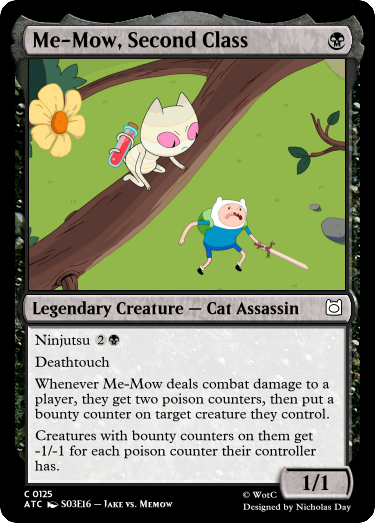 Me-Mow, Second Class
Legendary Creature — Cat Assassin
Ninjutsu 2
Deathtouch
Whenever Me-Mow deals combat damage to a
player, they get two poison counters, then put a
bounty counter on target creature they control.
Creatures with bounty counters on them get
-1/-1 for each poison counter their controller
has.
1/1
C 0125
ATC S03E16 — Jake vs. Memow
© WotC
Designed by Nicholas Day